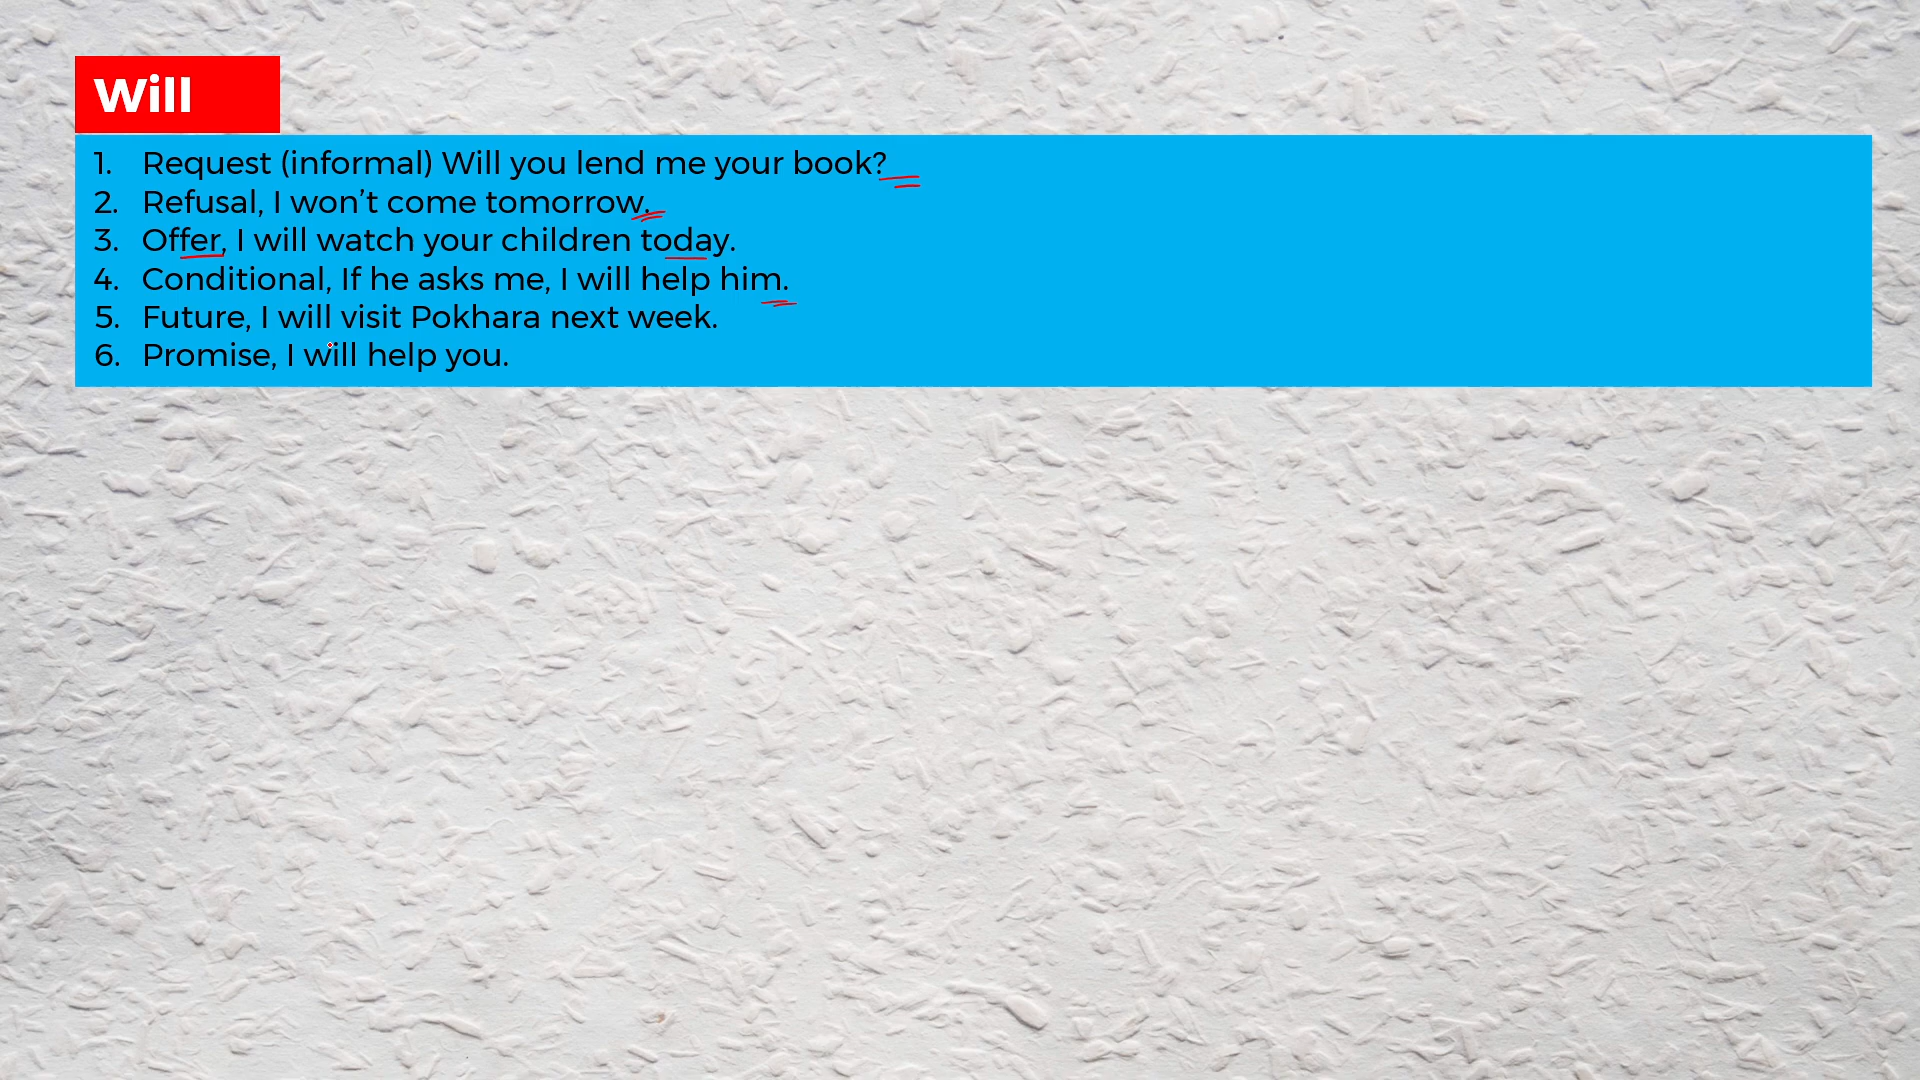 Will
1. Request (informal) Will you lend me your book?
2. Refusal, I won’t come tomorrow.
3. Offer, I will watch your children today.
4. Conditional, If he asks me, I will help him.
5. Future, I will visit Pokhara next week.
6. Promise, I will help you.